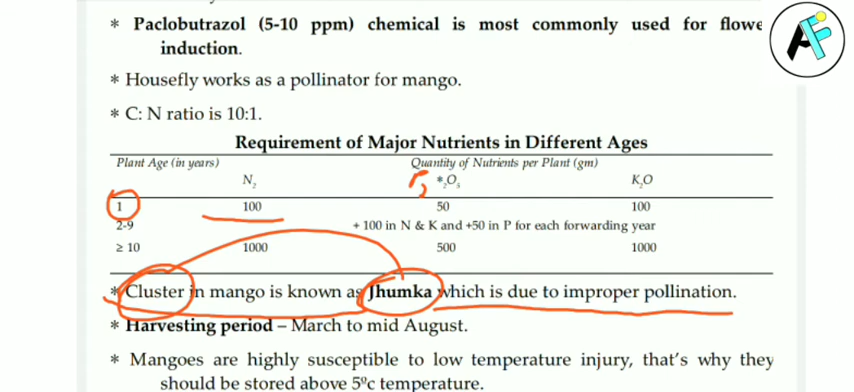 * Paclobutrazol (5-10 ppm) chemical is most commonly used for flowe
induction.
* Housefly works as a pollinator for mango.
* C: N ratio is 10:1.
Requirement of Major Nutrients in Different Ages
Plant Age (in years) Quantity of Nutrients per Plant (gm)
N₂ *₂O₅ K₂O
1 100 50 100
2-9 + 100 in N & K and +50 in P for each forwarding year
≥ 10 1000 500 1000
* Cluster in mango is known as Jhumka which is due to improper pollination.
* Harvesting period – March to mid August.
* Mangoes are highly susceptible to low temperature injury, that's why they
should be stored above 5⁰c temperature.
AF